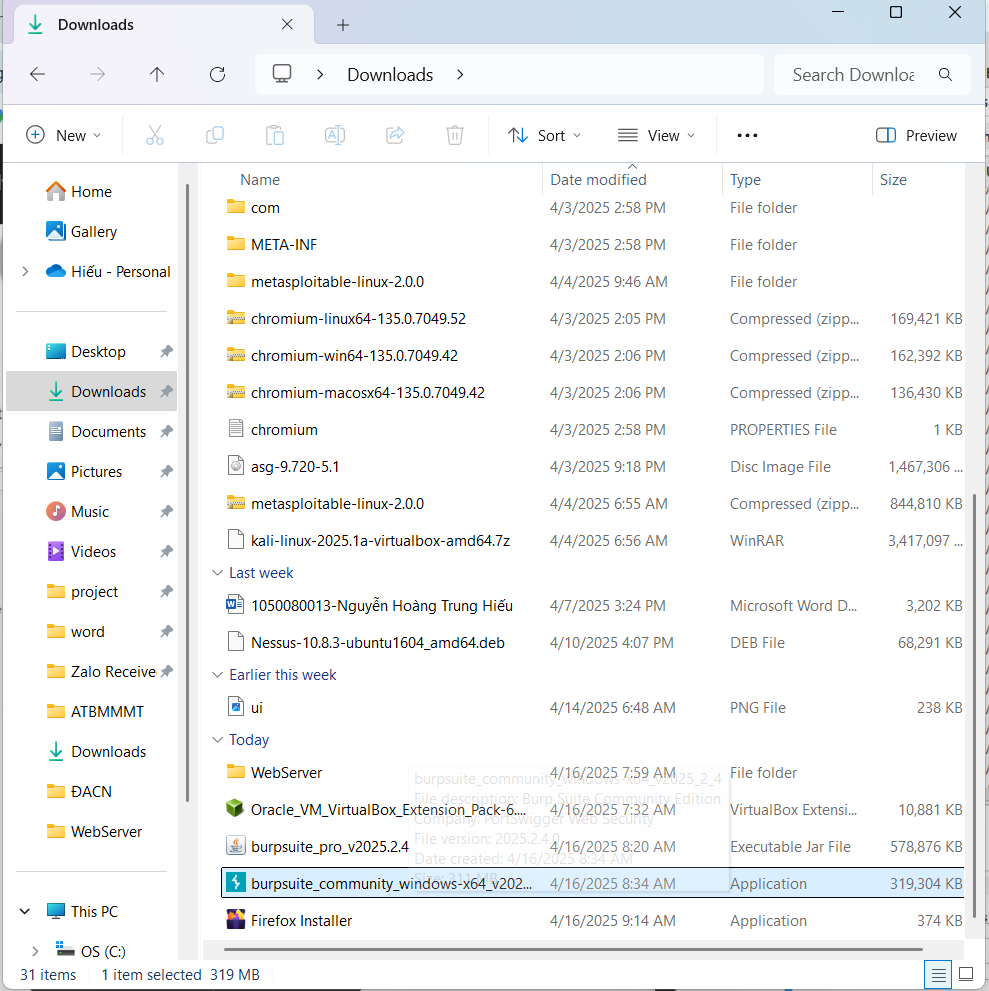 Downloads
Downloads
Search Downloa
New
Sort
View
Preview
Name Date modified Type Size
Home
Gallery
Hiếu - Personal
Desktop
Downloads
Documents
Pictures
Music
Videos
project
word
Zalo Receive
ATBMMMT
Downloads
ĐACN
WebServer
This PC
OS (C:)
com 4/3/2025 2:58 PM File folder
META-INF 4/3/2025 2:58 PM File folder
metasploitable-linux-2.0.0 4/4/2025 9:46 AM File folder
chromium-linux64-135.0.7049.52 4/3/2025 2:05 PM Compressed (zipp... 169,421 KB
chromium-win64-135.0.7049.42 4/3/2025 2:06 PM Compressed (zipp... 162,392 KB
chromium-macosx64-135.0.7049.42 4/3/2025 2:06 PM Compressed (zipp... 136,430 KB
chromium 4/3/2025 2:58 PM PROPERTIES File 1 KB
asg-9.720-5.1 4/3/2025 9:18 PM Disc Image File 1,467,306 ...
metasploitable-linux-2.0.0 4/4/2025 6:55 AM Compressed (zipp... 844,810 KB
kali-linux-2025.1a-virtualbox-amd64.7z 4/4/2025 6:56 AM WinRAR 3,417,097 ...
Last week
1050080013-Nguyễn Hoàng Trung Hiếu 4/7/2025 3:24 PM Microsoft Word D... 3,202 KB
Nessus-10.8.3-ubuntu1604_amd64.deb 4/10/2025 4:07 PM DEB File 68,291 KB
Earlier this week
ui 4/14/2025 6:48 AM PNG File 238 KB
Today
WebServer 4/16/2025 7:59 AM File folder
Oracle_VM_VirtualBox_Extension_Pack-6.... 4/16/2025 7:32 AM VirtualBox Extensi... 10,881 KB
burpsuite_pro_v2025.2.4 4/16/2025 8:20 AM Executable Jar File 578,876 KB
burpsuite_community_windows-x64_v202... 4/16/2025 8:34 AM Application 319,304 KB
Firefox Installer 4/16/2025 9:14 AM Application 374 KB
burpsuite_community_windows-x64_v2025_2_4
File description: Burp Suite Community Edition
Company: PortSwigger Web Security
File version: 2025.2.4.0
Date created: 4/16/2025 8:34 AM
Size: 311 MB
31 items 1 item selected 319 MB